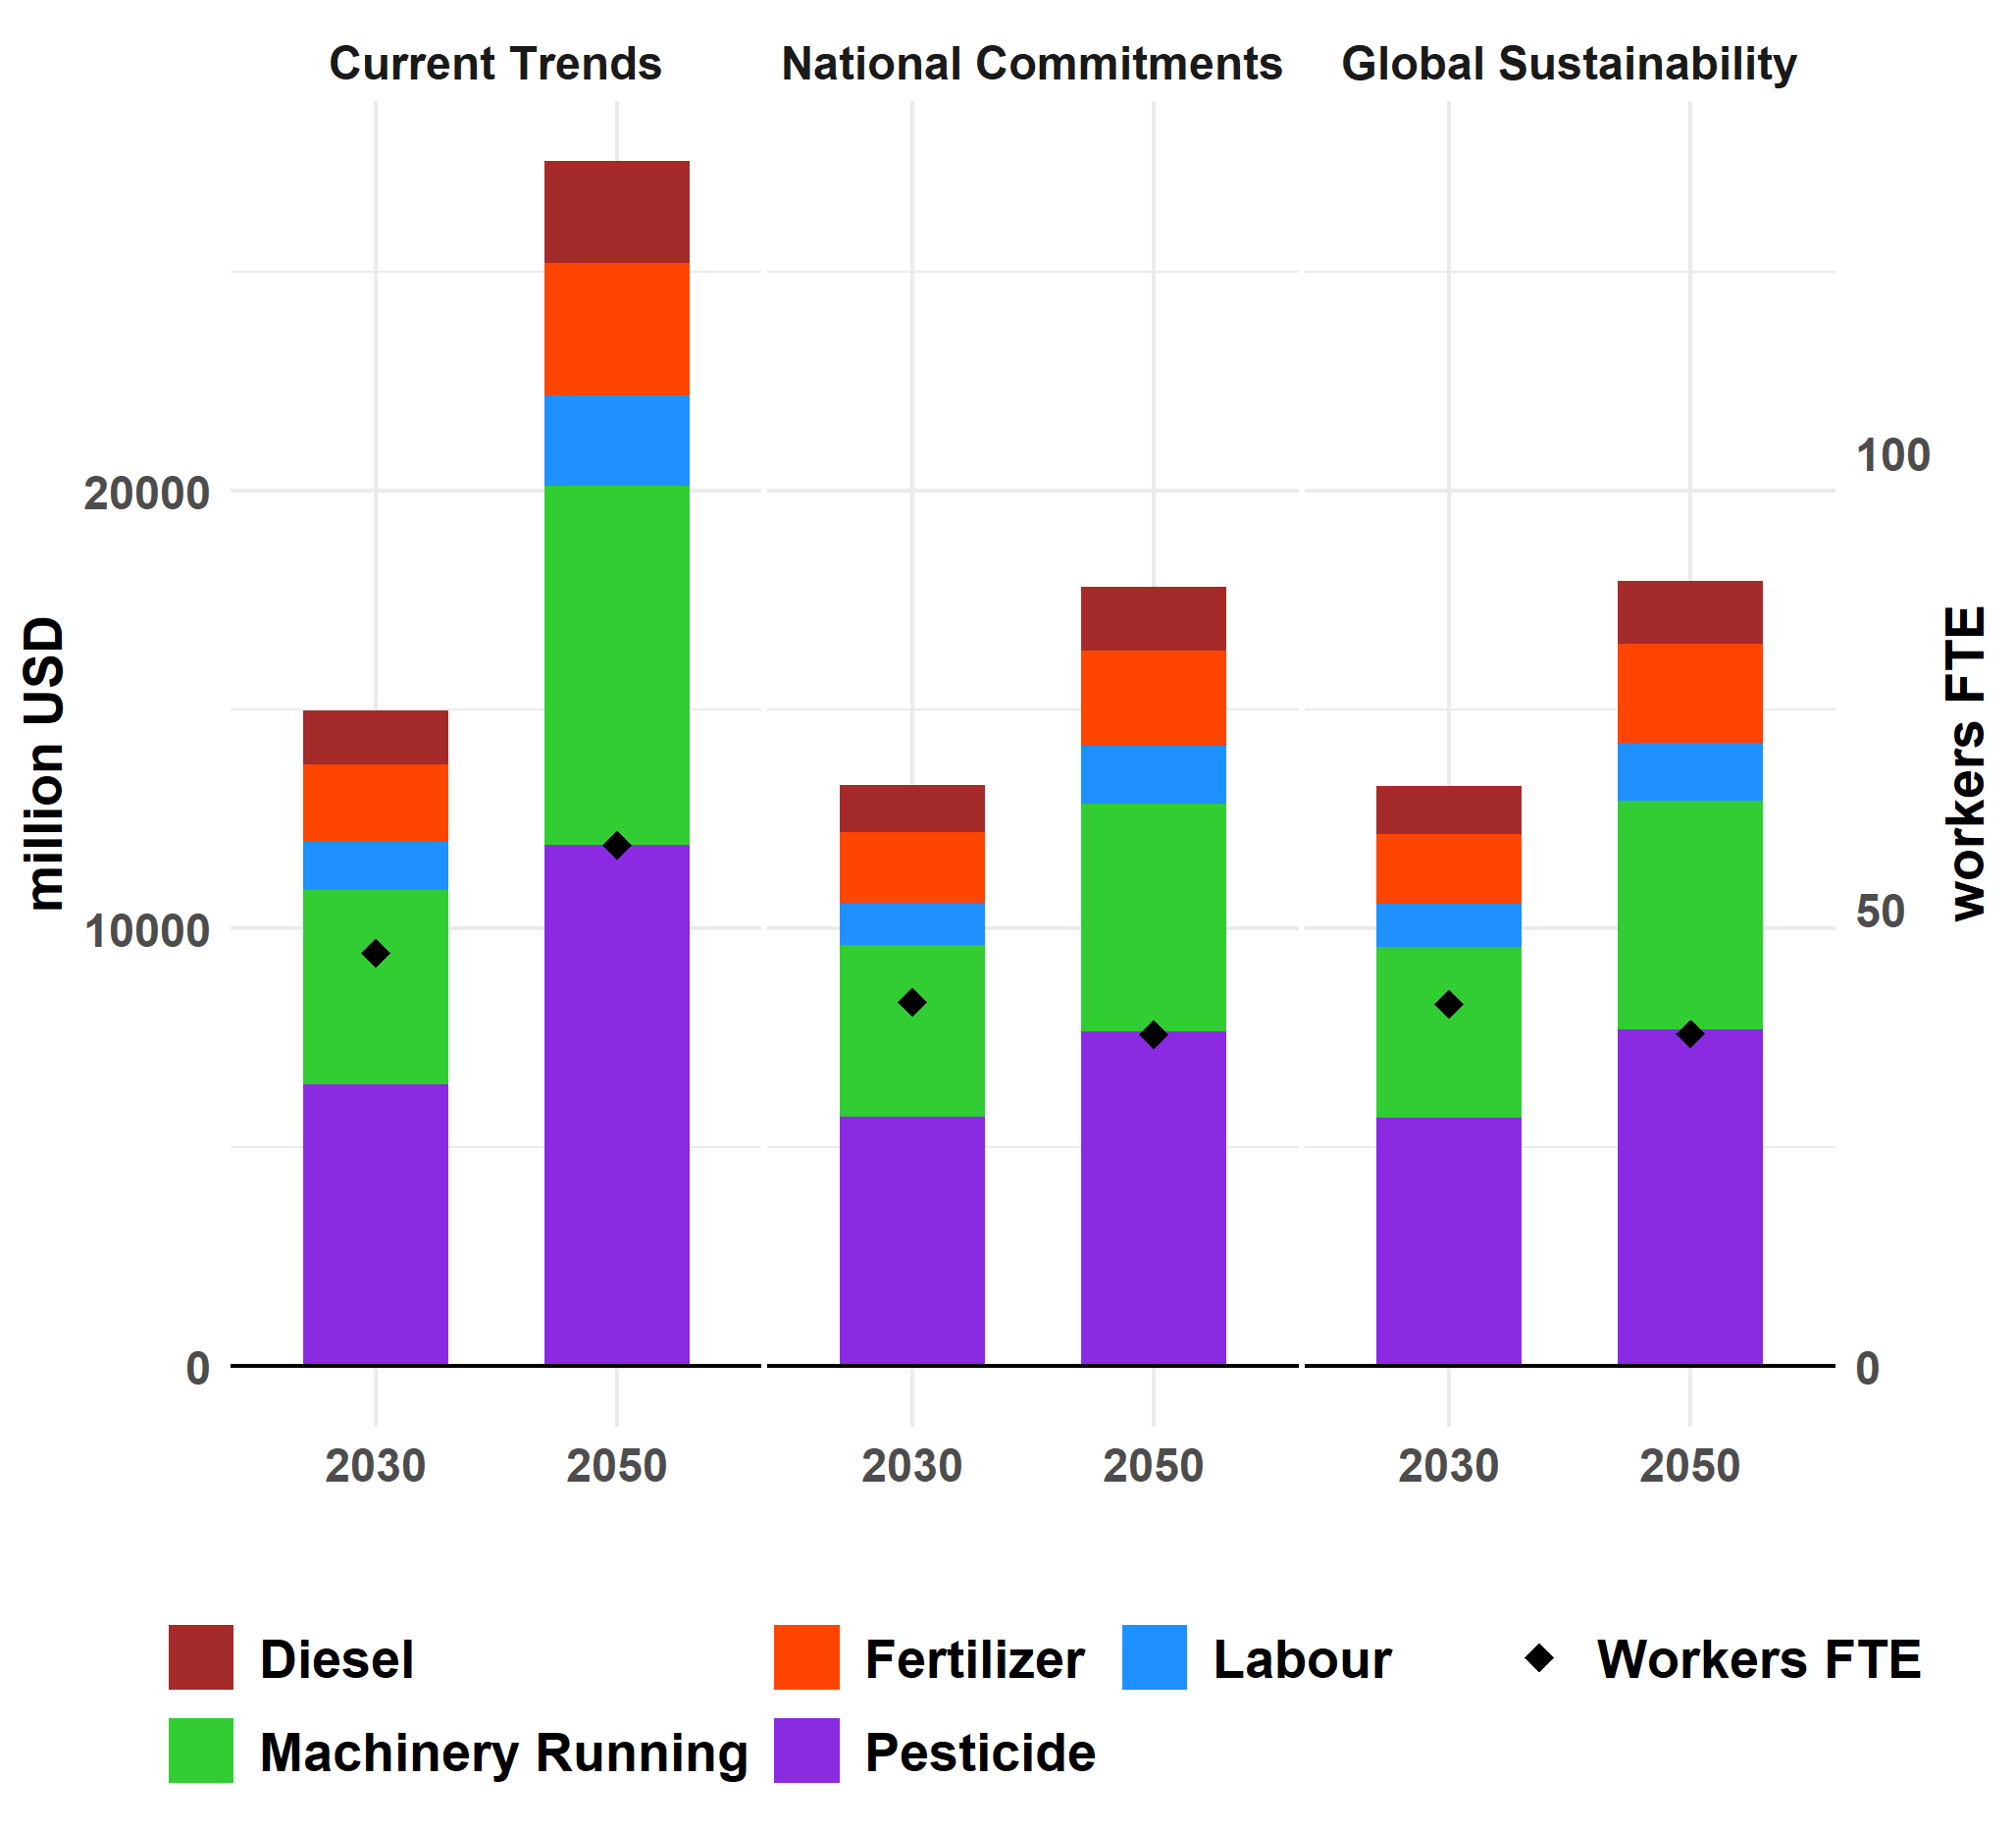 Current Trends National Commitments Global Sustainability
20000 100
million USD
workers FTE
10000 50
0 0
2030 2050 2030 2050 2030 2050
Diesel Fertilizer Labour Workers FTE
Machinery Running Pesticide